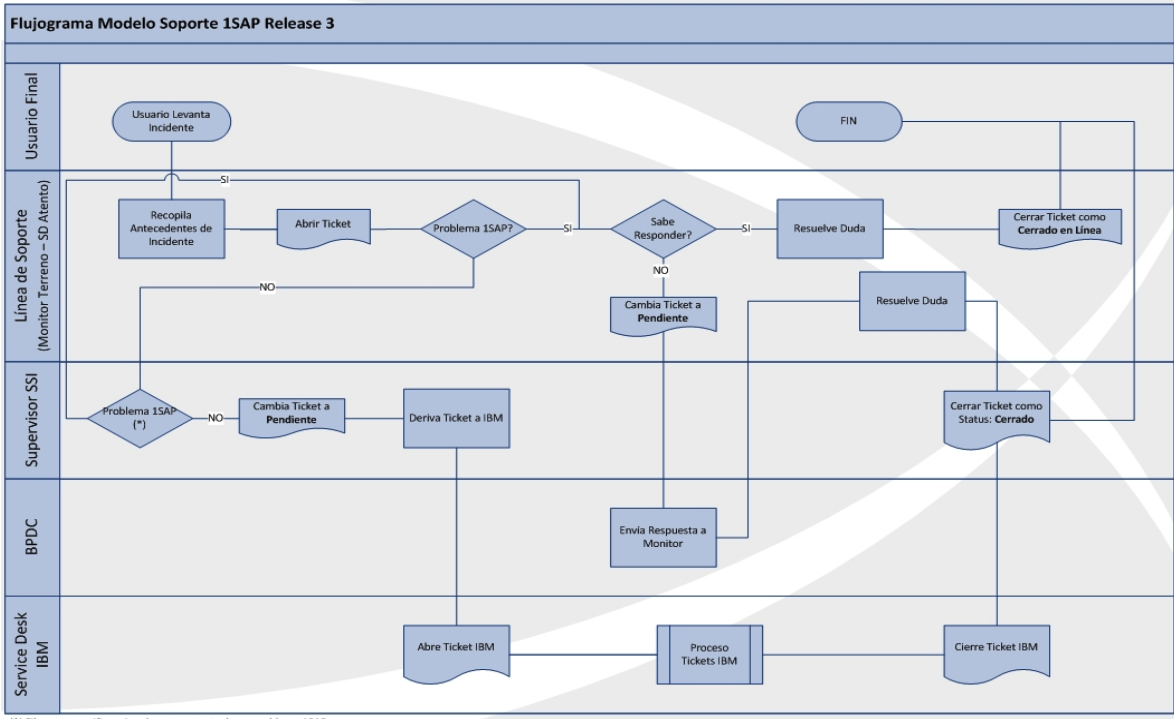 Flujograma Modelo Soporte 1SAP Release 3
Usuario Final
Usuario Levanta
Incidente
FIN
Línea de Soporte
(Monitor Terreno – SD Atento)
SI
Recopila
Antecedentes de
Incidente
Abrir Ticket
Problema 1SAP?
SI
Sabe
Responder?
SI
Resuelve Duda
Cerrar Ticket como
Cerrado en Línea
NO
NO
Cambia Ticket a
Pendiente
Resuelve Duda
Supervisor SSI
Problema 1SAP
(*)
NO
Cambia Ticket a
Pendiente
Deriva Ticket a IBM
Cerrar Ticket como
Status: Cerrado
BPDC
Envía Respuesta a
Monitor
Service Desk
IBM
Abre Ticket IBM
Proceso
Tickets IBM
Cierre Ticket IBM